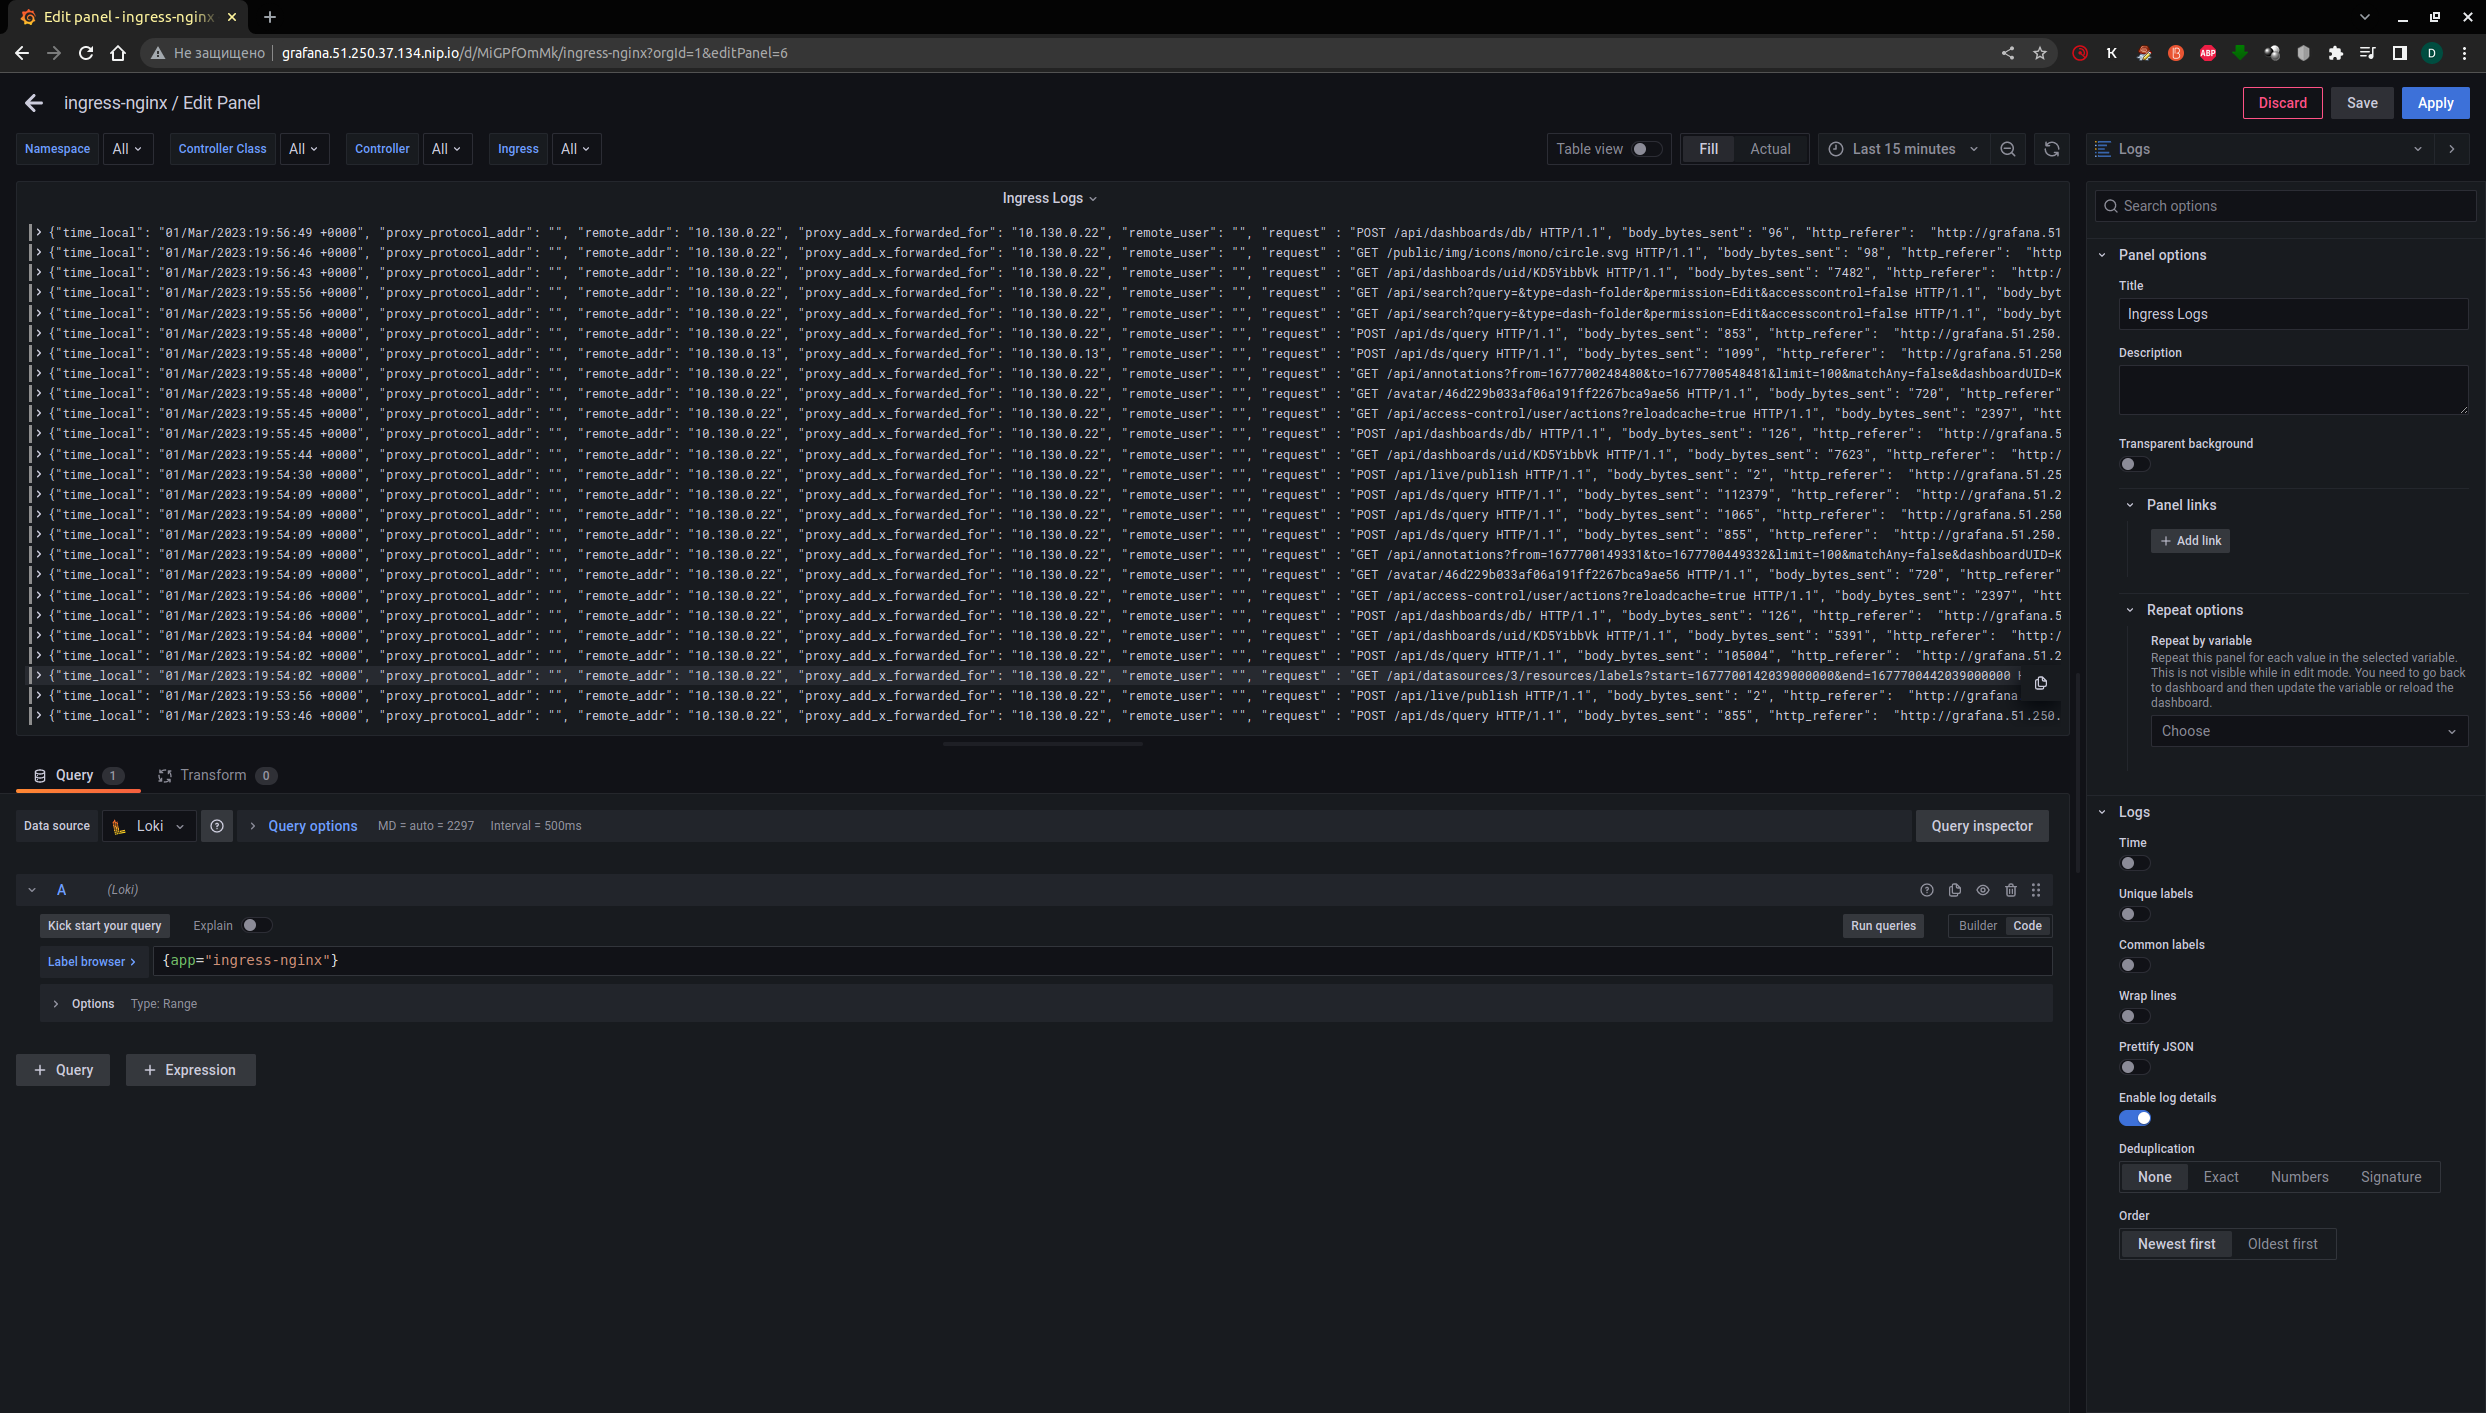 Edit panel - ingress-nginx
Не защищено | grafana.51.250.37.134.nip.io/d/MiGPfOmMk/ingress-nginx?orgId=1&editPanel=6
ingress-nginx / Edit Panel
Discard Save Apply
Namespace All Controller Class All Controller All Ingress All Table view Fill Actual Last 15 minutes Logs
Ingress Logs
{"time_local": "01/Mar/2023:19:56:49 +0000", "proxy_protocol_addr": "", "remote_addr": "10.130.0.22", "proxy_add_x_forwarded_for": "10.130.0.22", "remote_user": "", "request" : "POST /api/dashboards/db/ HTTP/1.1", "body_bytes_sent": "96", "http_referer":  "http://grafana.51
{"time_local": "01/Mar/2023:19:56:46 +0000", "proxy_protocol_addr": "", "remote_addr": "10.130.0.22", "proxy_add_x_forwarded_for": "10.130.0.22", "remote_user": "", "request" : "GET /public/img/icons/mono/circle.svg HTTP/1.1", "body_bytes_sent": "98", "http_referer":  "http
{"time_local": "01/Mar/2023:19:56:43 +0000", "proxy_protocol_addr": "", "remote_addr": "10.130.0.22", "proxy_add_x_forwarded_for": "10.130.0.22", "remote_user": "", "request" : "GET /api/dashboards/uid/KD5YibbVk HTTP/1.1", "body_bytes_sent": "7482", "http_referer":  "http:/
{"time_local": "01/Mar/2023:19:55:56 +0000", "proxy_protocol_addr": "", "remote_addr": "10.130.0.22", "proxy_add_x_forwarded_for": "10.130.0.22", "remote_user": "", "request" : "GET /api/search?query=&type=dash-folder&permission=Edit&accesscontrol=false HTTP/1.1", "body_byt
{"time_local": "01/Mar/2023:19:55:56 +0000", "proxy_protocol_addr": "", "remote_addr": "10.130.0.22", "proxy_add_x_forwarded_for": "10.130.0.22", "remote_user": "", "request" : "GET /api/search?query=&type=dash-folder&permission=Edit&accesscontrol=false HTTP/1.1", "body_byt
{"time_local": "01/Mar/2023:19:55:48 +0000", "proxy_protocol_addr": "", "remote_addr": "10.130.0.22", "proxy_add_x_forwarded_for": "10.130.0.22", "remote_user": "", "request" : "POST /api/ds/query HTTP/1.1", "body_bytes_sent": "853", "http_referer":  "http://grafana.51.250.
{"time_local": "01/Mar/2023:19:55:48 +0000", "proxy_protocol_addr": "", "remote_addr": "10.130.0.13", "proxy_add_x_forwarded_for": "10.130.0.13", "remote_user": "", "request" : "POST /api/ds/query HTTP/1.1", "body_bytes_sent": "1099", "http_referer":  "http://grafana.51.250
{"time_local": "01/Mar/2023:19:55:48 +0000", "proxy_protocol_addr": "", "remote_addr": "10.130.0.22", "proxy_add_x_forwarded_for": "10.130.0.22", "remote_user": "", "request" : "GET /api/annotations?from=1677700248480&to=1677700548481&limit=100&matchAny=false&dashboardUID=K
{"time_local": "01/Mar/2023:19:55:48 +0000", "proxy_protocol_addr": "", "remote_addr": "10.130.0.22", "proxy_add_x_forwarded_for": "10.130.0.22", "remote_user": "", "request" : "GET /avatar/46d229b033af06a191ff2267bca9ae56 HTTP/1.1", "body_bytes_sent": "720", "http_referer"
{"time_local": "01/Mar/2023:19:55:45 +0000", "proxy_protocol_addr": "", "remote_addr": "10.130.0.22", "proxy_add_x_forwarded_for": "10.130.0.22", "remote_user": "", "request" : "GET /api/access-control/user/actions?reloadcache=true HTTP/1.1", "body_bytes_sent": "2397", "htt
{"time_local": "01/Mar/2023:19:55:45 +0000", "proxy_protocol_addr": "", "remote_addr": "10.130.0.22", "proxy_add_x_forwarded_for": "10.130.0.22", "remote_user": "", "request" : "POST /api/dashboards/db/ HTTP/1.1", "body_bytes_sent": "126", "http_referer":  "http://grafana.5
{"time_local": "01/Mar/2023:19:55:44 +0000", "proxy_protocol_addr": "", "remote_addr": "10.130.0.22", "proxy_add_x_forwarded_for": "10.130.0.22", "remote_user": "", "request" : "GET /api/dashboards/uid/KD5YibbVk HTTP/1.1", "body_bytes_sent": "7623", "http_referer":  "http:/
{"time_local": "01/Mar/2023:19:54:30 +0000", "proxy_protocol_addr": "", "remote_addr": "10.130.0.22", "proxy_add_x_forwarded_for": "10.130.0.22", "remote_user": "", "request" : "POST /api/live/publish HTTP/1.1", "body_bytes_sent": "2", "http_referer":  "http://grafana.51.25
{"time_local": "01/Mar/2023:19:54:09 +0000", "proxy_protocol_addr": "", "remote_addr": "10.130.0.22", "proxy_add_x_forwarded_for": "10.130.0.22", "remote_user": "", "request" : "POST /api/ds/query HTTP/1.1", "body_bytes_sent": "112379", "http_referer":  "http://grafana.51.2
{"time_local": "01/Mar/2023:19:54:09 +0000", "proxy_protocol_addr": "", "remote_addr": "10.130.0.22", "proxy_add_x_forwarded_for": "10.130.0.22", "remote_user": "", "request" : "POST /api/ds/query HTTP/1.1", "body_bytes_sent": "1065", "http_referer":  "http://grafana.51.250
{"time_local": "01/Mar/2023:19:54:09 +0000", "proxy_protocol_addr": "", "remote_addr": "10.130.0.22", "proxy_add_x_forwarded_for": "10.130.0.22", "remote_user": "", "request" : "POST /api/ds/query HTTP/1.1", "body_bytes_sent": "855", "http_referer":  "http://grafana.51.250.
{"time_local": "01/Mar/2023:19:54:09 +0000", "proxy_protocol_addr": "", "remote_addr": "10.130.0.22", "proxy_add_x_forwarded_for": "10.130.0.22", "remote_user": "", "request" : "GET /api/annotations?from=1677700149331&to=1677700449332&limit=100&matchAny=false&dashboardUID=K
{"time_local": "01/Mar/2023:19:54:09 +0000", "proxy_protocol_addr": "", "remote_addr": "10.130.0.22", "proxy_add_x_forwarded_for": "10.130.0.22", "remote_user": "", "request" : "GET /avatar/46d229b033af06a191ff2267bca9ae56 HTTP/1.1", "body_bytes_sent": "720", "http_referer"
{"time_local": "01/Mar/2023:19:54:06 +0000", "proxy_protocol_addr": "", "remote_addr": "10.130.0.22", "proxy_add_x_forwarded_for": "10.130.0.22", "remote_user": "", "request" : "GET /api/access-control/user/actions?reloadcache=true HTTP/1.1", "body_bytes_sent": "2397", "htt
{"time_local": "01/Mar/2023:19:54:06 +0000", "proxy_protocol_addr": "", "remote_addr": "10.130.0.22", "proxy_add_x_forwarded_for": "10.130.0.22", "remote_user": "", "request" : "POST /api/dashboards/db/ HTTP/1.1", "body_bytes_sent": "126", "http_referer":  "http://grafana.5
{"time_local": "01/Mar/2023:19:54:04 +0000", "proxy_protocol_addr": "", "remote_addr": "10.130.0.22", "proxy_add_x_forwarded_for": "10.130.0.22", "remote_user": "", "request" : "GET /api/dashboards/uid/KD5YibbVk HTTP/1.1", "body_bytes_sent": "5391", "http_referer":  "http:/
{"time_local": "01/Mar/2023:19:54:02 +0000", "proxy_protocol_addr": "", "remote_addr": "10.130.0.22", "proxy_add_x_forwarded_for": "10.130.0.22", "remote_user": "", "request" : "POST /api/ds/query HTTP/1.1", "body_bytes_sent": "105004", "http_referer":  "http://grafana.51.2
{"time_local": "01/Mar/2023:19:54:02 +0000", "proxy_protocol_addr": "", "remote_addr": "10.130.0.22", "proxy_add_x_forwarded_for": "10.130.0.22", "remote_user": "", "request" : "GET /api/datasources/3/resources/labels?start=1677700142039000000&end=1677700442039000000
{"time_local": "01/Mar/2023:19:53:56 +0000", "proxy_protocol_addr": "", "remote_addr": "10.130.0.22", "proxy_add_x_forwarded_for": "10.130.0.22", "remote_user": "", "request" : "POST /api/live/publish HTTP/1.1", "body_bytes_sent": "2", "http_referer":  "http://grafana
{"time_local": "01/Mar/2023:19:53:46 +0000", "proxy_protocol_addr": "", "remote_addr": "10.130.0.22", "proxy_add_x_forwarded_for": "10.130.0.22", "remote_user": "", "request" : "POST /api/ds/query HTTP/1.1", "body_bytes_sent": "855", "http_referer":  "http://grafana.51.250.
Query 1 Transform 0
Data source Loki Query options MD = auto = 2297 Interval = 500ms Query inspector
A (Loki)
Kick start your query Explain Run queries Builder Code
Label browser > {app="ingress-nginx"}
Options Type: Range
+ Query + Expression
Search options
Panel options
Title
Ingress Logs
Description
Transparent background
Panel links
+ Add link
Repeat options
Repeat by variable
Repeat this panel for each value in the selected variable.
This is not visible while in edit mode. You need to go back
to dashboard and then update the variable or reload the
dashboard.
Choose
Logs
Time
Unique labels
Common labels
Wrap lines
Prettify JSON
Enable log details
Deduplication
None Exact Numbers Signature
Order
Newest first Oldest first